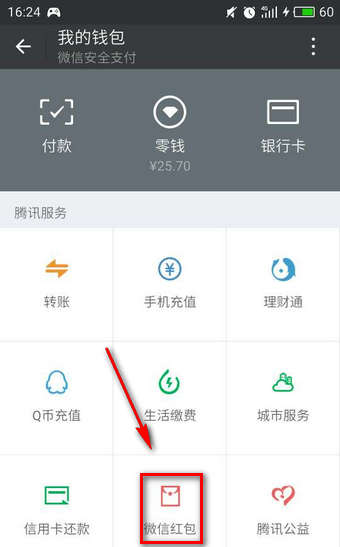 16:24 4G 60
我的钱包
微信安全支付
付款 零钱 银行卡
¥25.70
腾讯服务
转账 手机充值 理财通
Q币充值 生活缴费 城市服务
信用卡还款 微信红包 腾讯公益